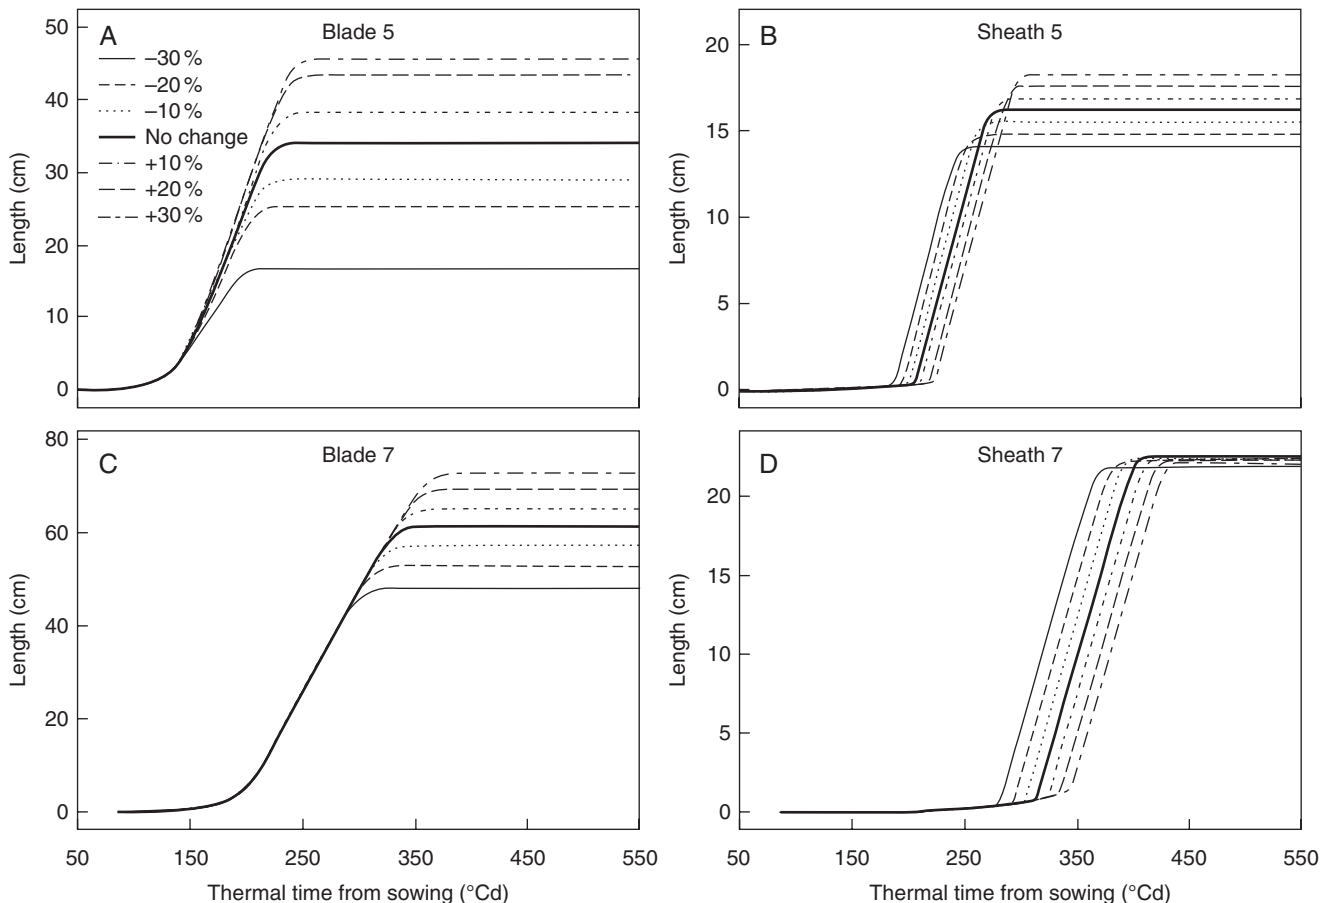 A
Blade 5
–30 %
–20 %
–10 %
No change
+10 %
+20 %
+30 %
Length (cm)
50
40
30
20
10
0
B
Sheath 5
Length (cm)
20
15
10
5
0
C
Blade 7
Length (cm)
80
60
40
20
0
50 150 250 350 450 550
Thermal time from sowing (°Cd)
D
Sheath 7
Length (cm)
20
15
10
5
0
50 150 250 350 450 550
Thermal time from sowing (°Cd)